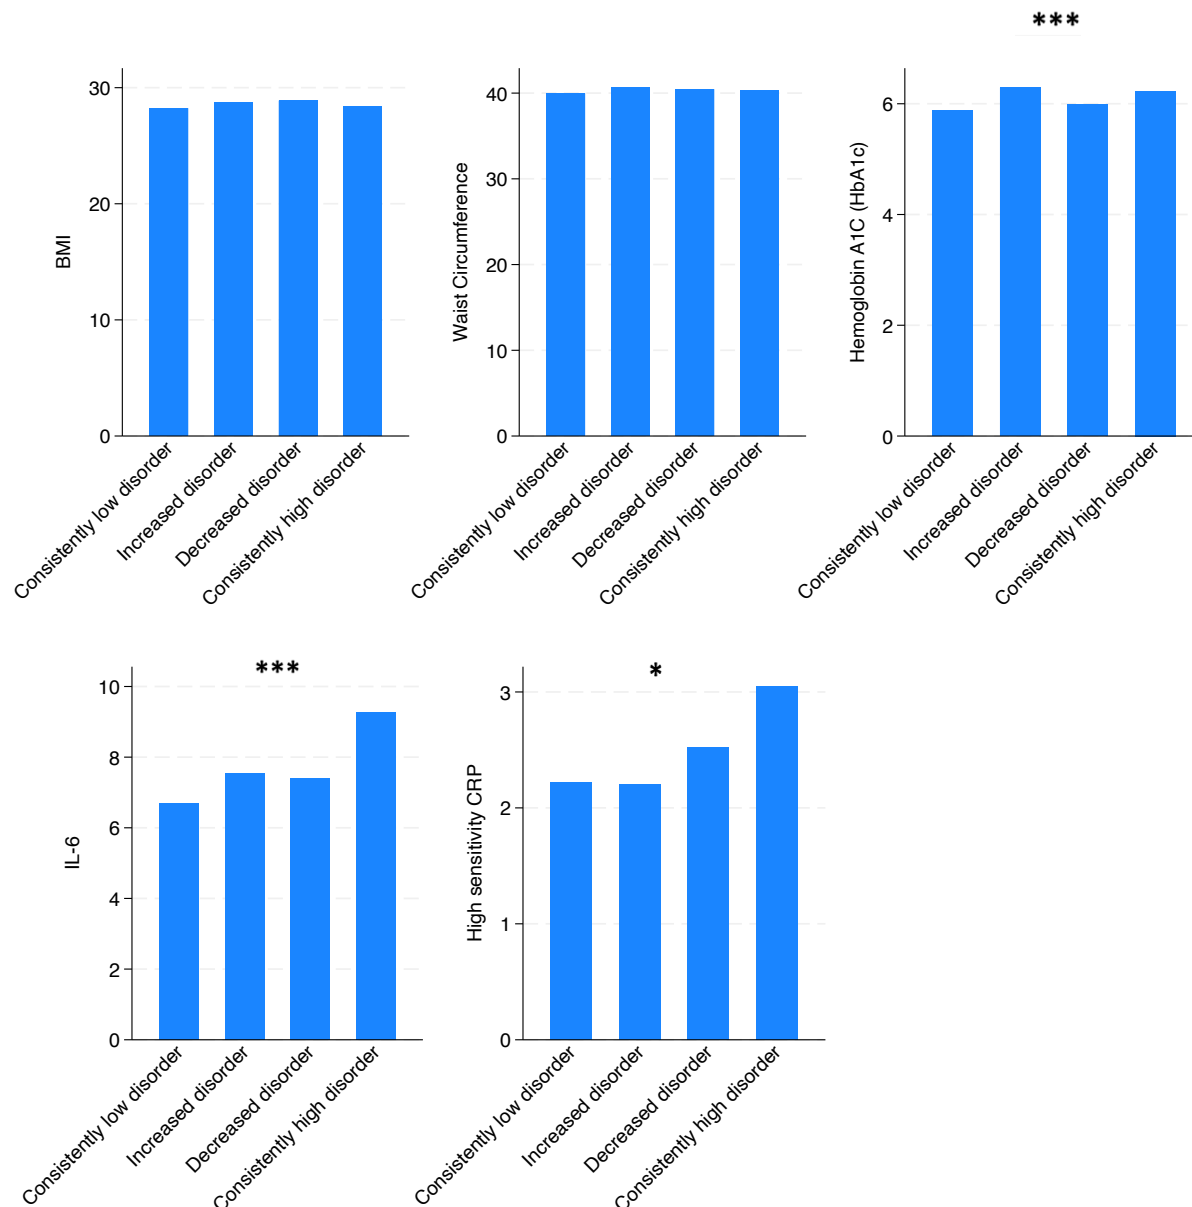 ***
BMI
30
20
10
0
Consistently low disorder
Increased disorder
Decreased disorder
Consistently high disorder
Waist Circumference
40
30
20
10
0
Consistently low disorder
Increased disorder
Decreased disorder
Consistently high disorder
Hemoglobin A1C (HbA1c)
6
4
2
0
Consistently low disorder
Increased disorder
Decreased disorder
Consistently high disorder
***
IL-6
10
8
6
4
2
0
Consistently low disorder
Increased disorder
Decreased disorder
Consistently high disorder
*
High sensitivity CRP
3
2
1
0
Consistently low disorder
Increased disorder
Decreased disorder
Consistently high disorder